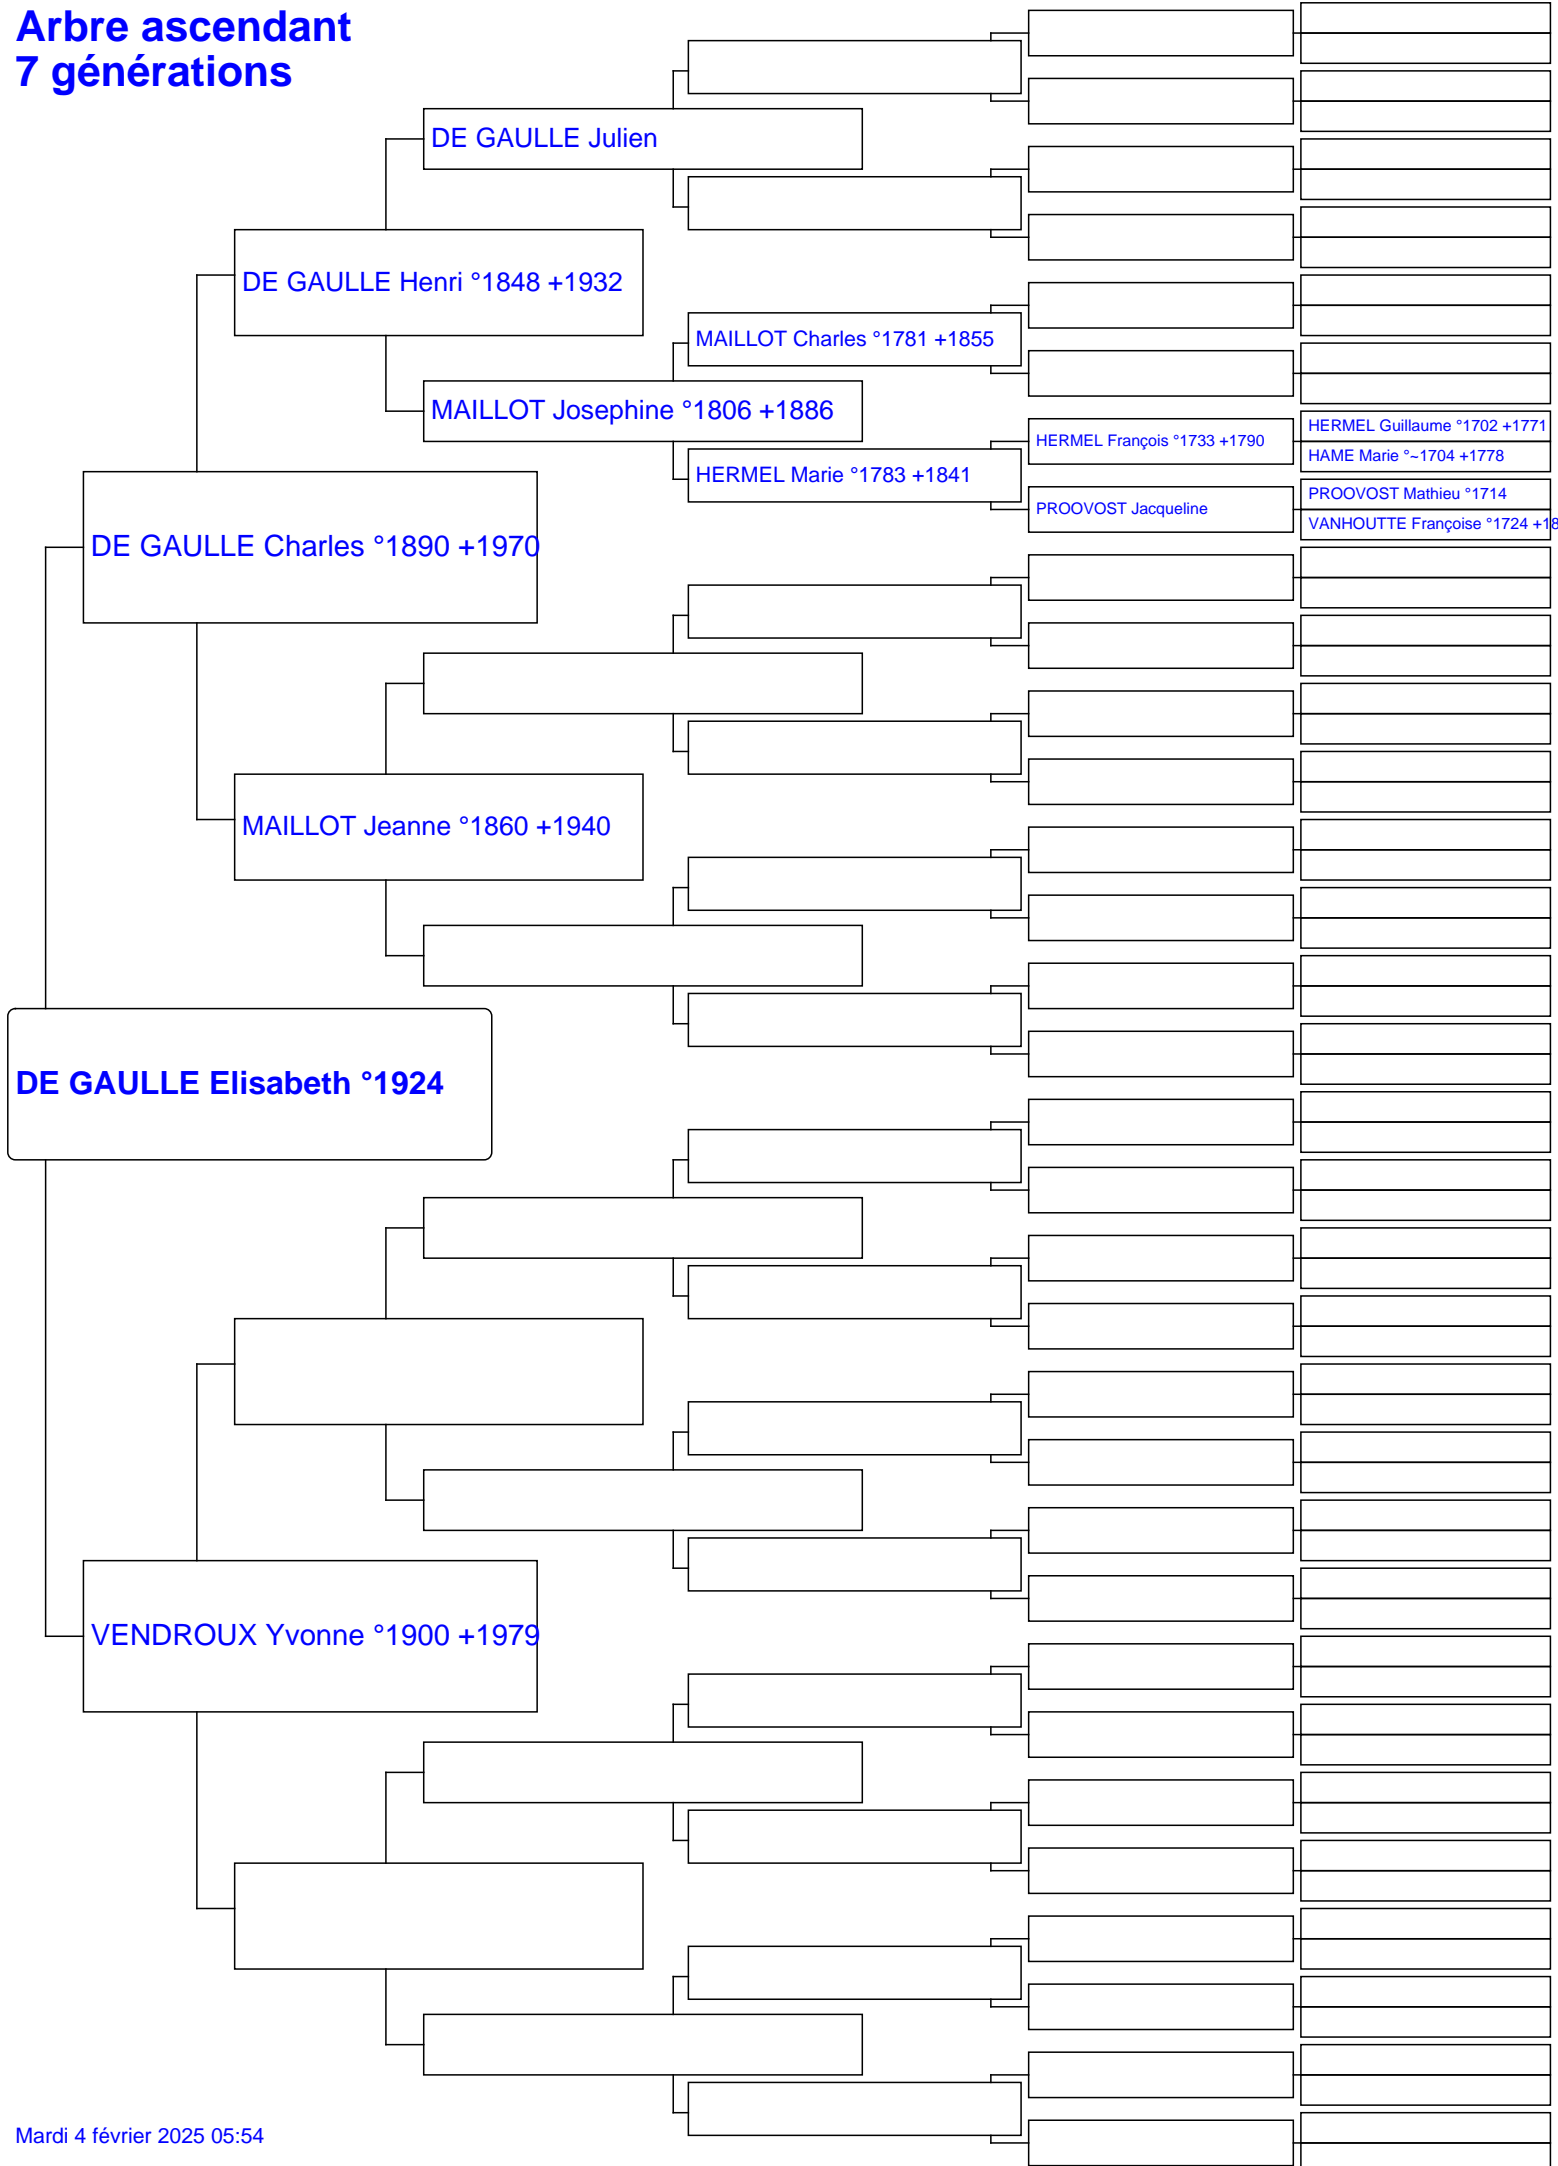 Arbre ascendant
7 générations
DE GAULLE Julien
DE GAULLE Henri °1848 +1932
MAILLOT Charles °1781 +1855
MAILLOT Josephine °1806 +1886
HERMEL Guillaume °1702 +1771
HERMEL François °1733 +1790
HAME Marie °~1704 +1778
HERMEL Marie °1783 +1841
PROOVOST Mathieu °1714
PROOVOST Jacqueline
VANHOUTTE Françoise °1724 +18
DE GAULLE Charles °1890 +1970
MAILLOT Jeanne °1860 +1940
DE GAULLE Elisabeth °1924
VENDROUX Yvonne °1900 +1979
Mardi 4 février 2025 05:54